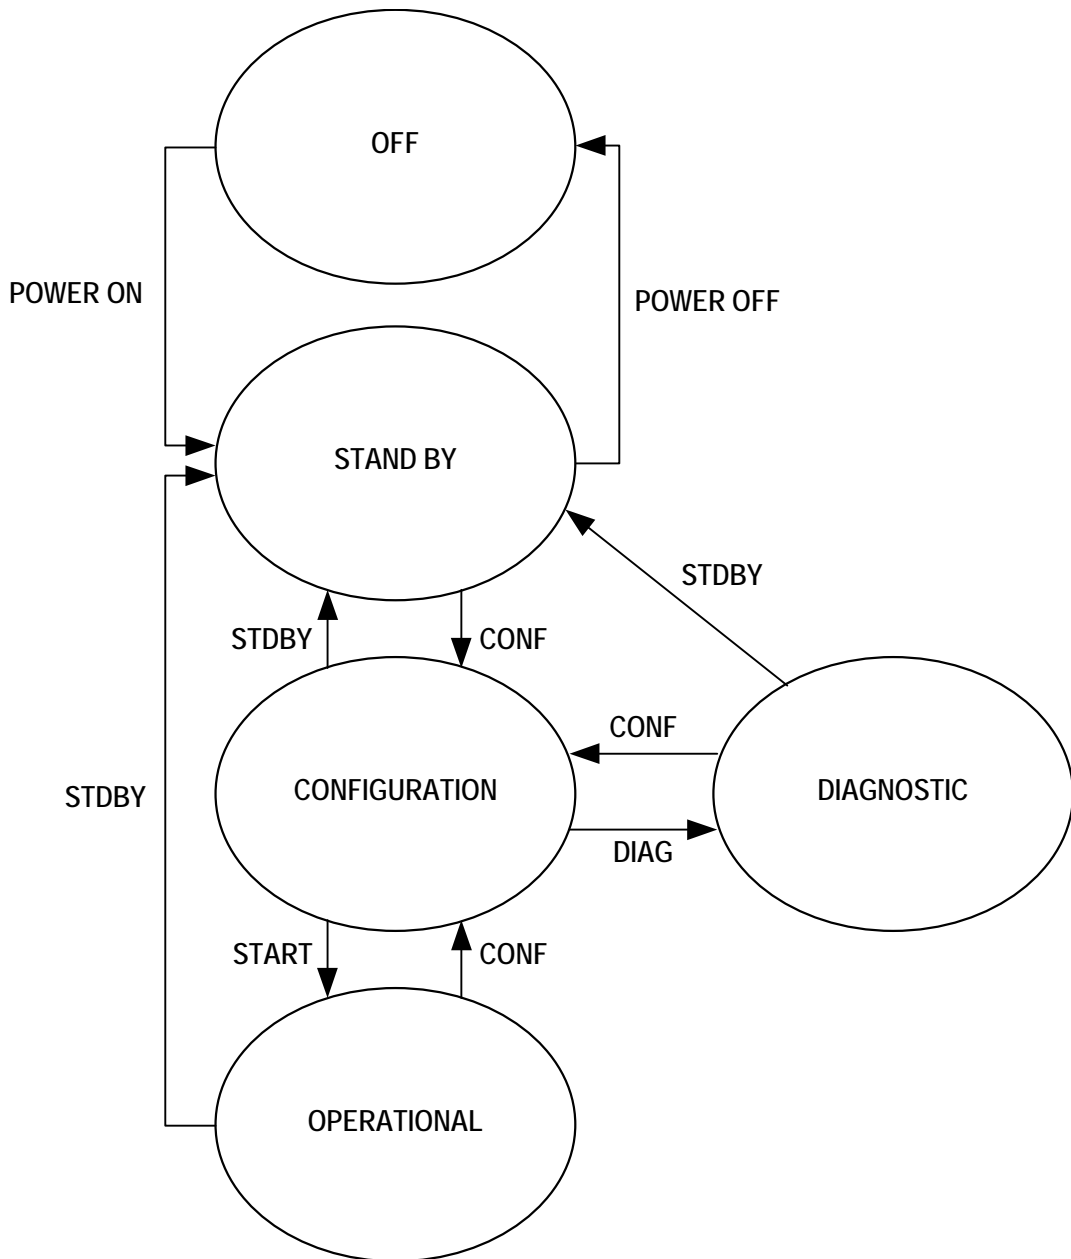 OFF
POWER ON
POWER OFF
STAND BY
STDBY
STDBY
CONF
CONF
STDBY
CONFIGURATION
DIAGNOSTIC
DIAG
START
CONF
OPERATIONAL